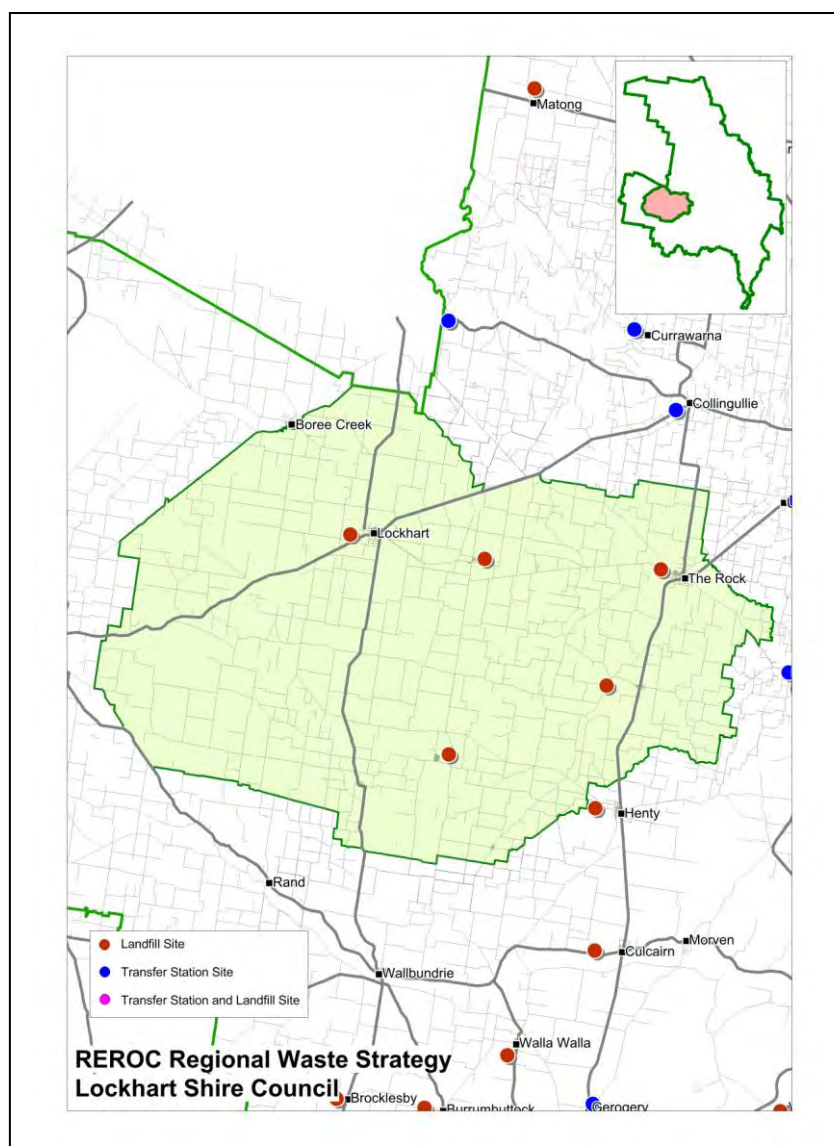 Matong
Currawarna
Collingullie
Boree Creek
Lockhart
The Rock
Henty
Rand
Morven
Culcairn
Landfill Site
Transfer Station Site
Transfer Station and Landfill Site
Wallbundrie
Walla Walla
REROC Regional Waste Strategy
Lockhart Shire Council
Brocklesby
Burrumbuttock
Gerogery